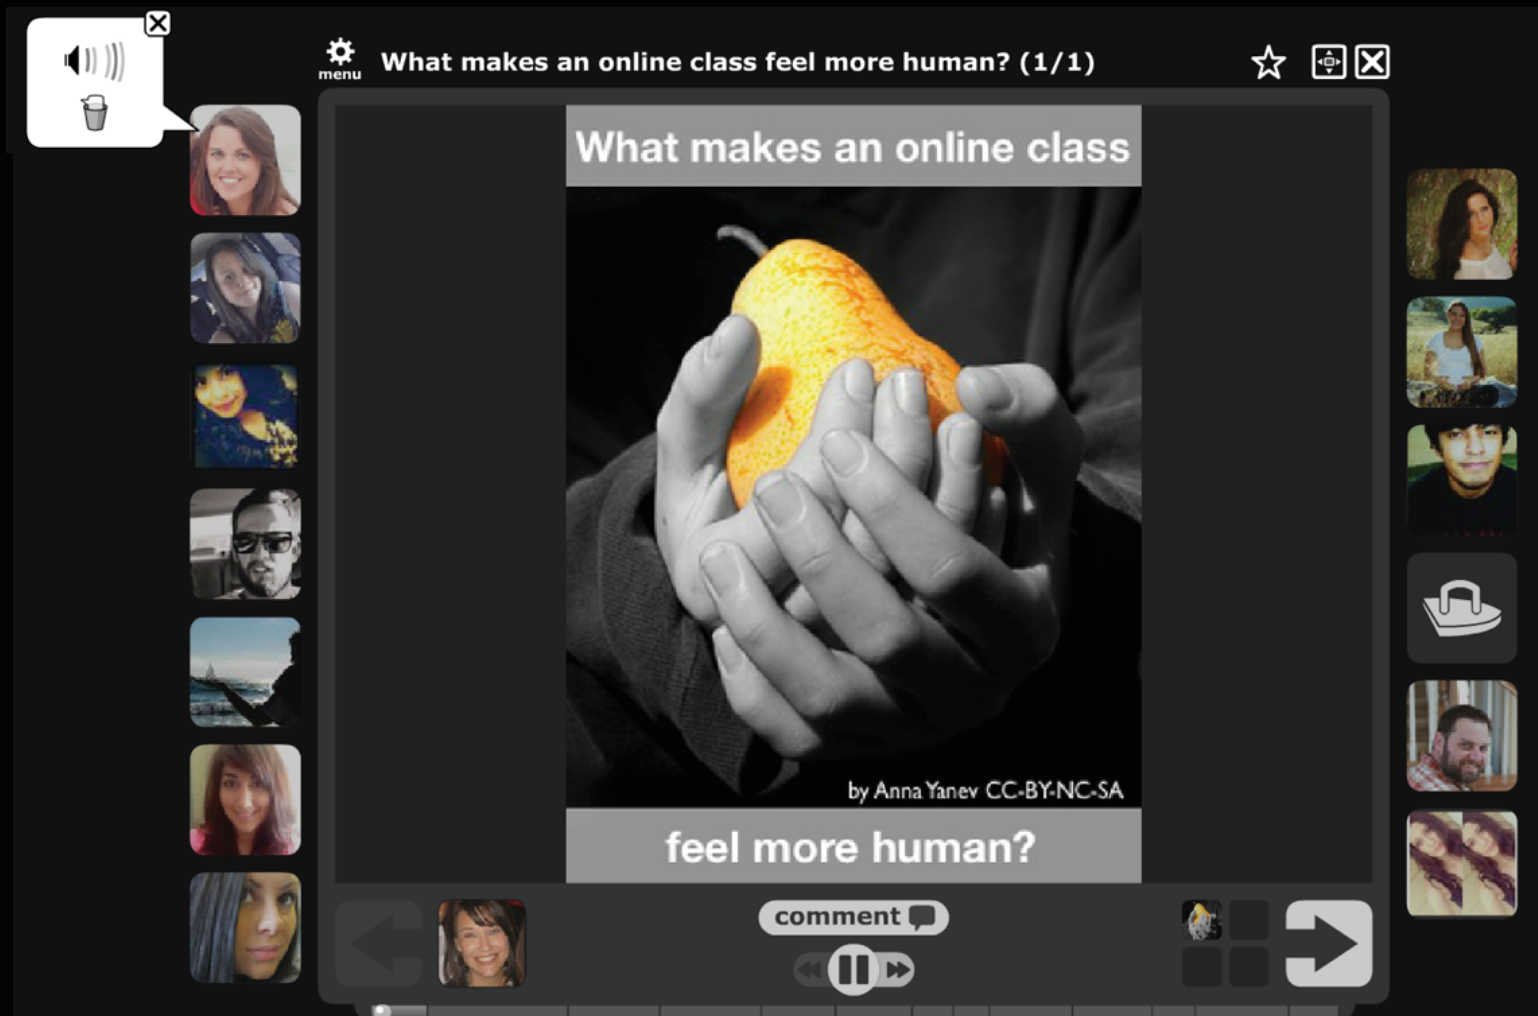 What makes an online class feel more human? (1/1)
menu
What makes an online class
by Anna Yanev CC-BY-NC-SA
feel more human?
comment